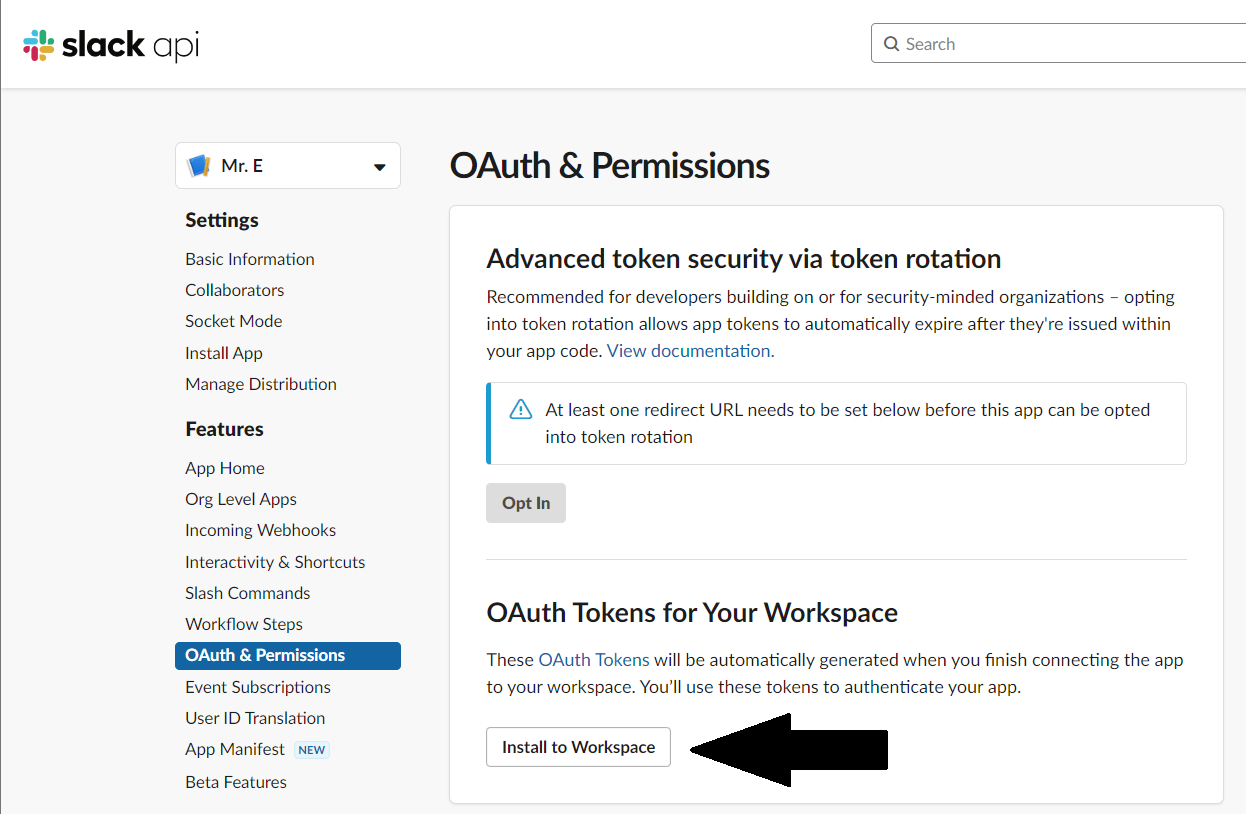 slack api
Search
Mr. E
OAuth & Permissions
Settings
Basic Information
Collaborators
Socket Mode
Install App
Manage Distribution
Features
App Home
Org Level Apps
Incoming Webhooks
Interactivity & Shortcuts
Slash Commands
Workflow Steps
OAuth & Permissions
Event Subscriptions
User ID Translation
App Manifest NEW
Beta Features
Advanced token security via token rotation
Recommended for developers building on or for security-minded organizations – opting
into token rotation allows app tokens to automatically expire after they're issued within
your app code. View documentation.
At least one redirect URL needs to be set below before this app can be opted
into token rotation
Opt In
OAuth Tokens for Your Workspace
These OAuth Tokens will be automatically generated when you finish connecting the app
to your workspace. You’ll use these tokens to authenticate your app.
Install to Workspace